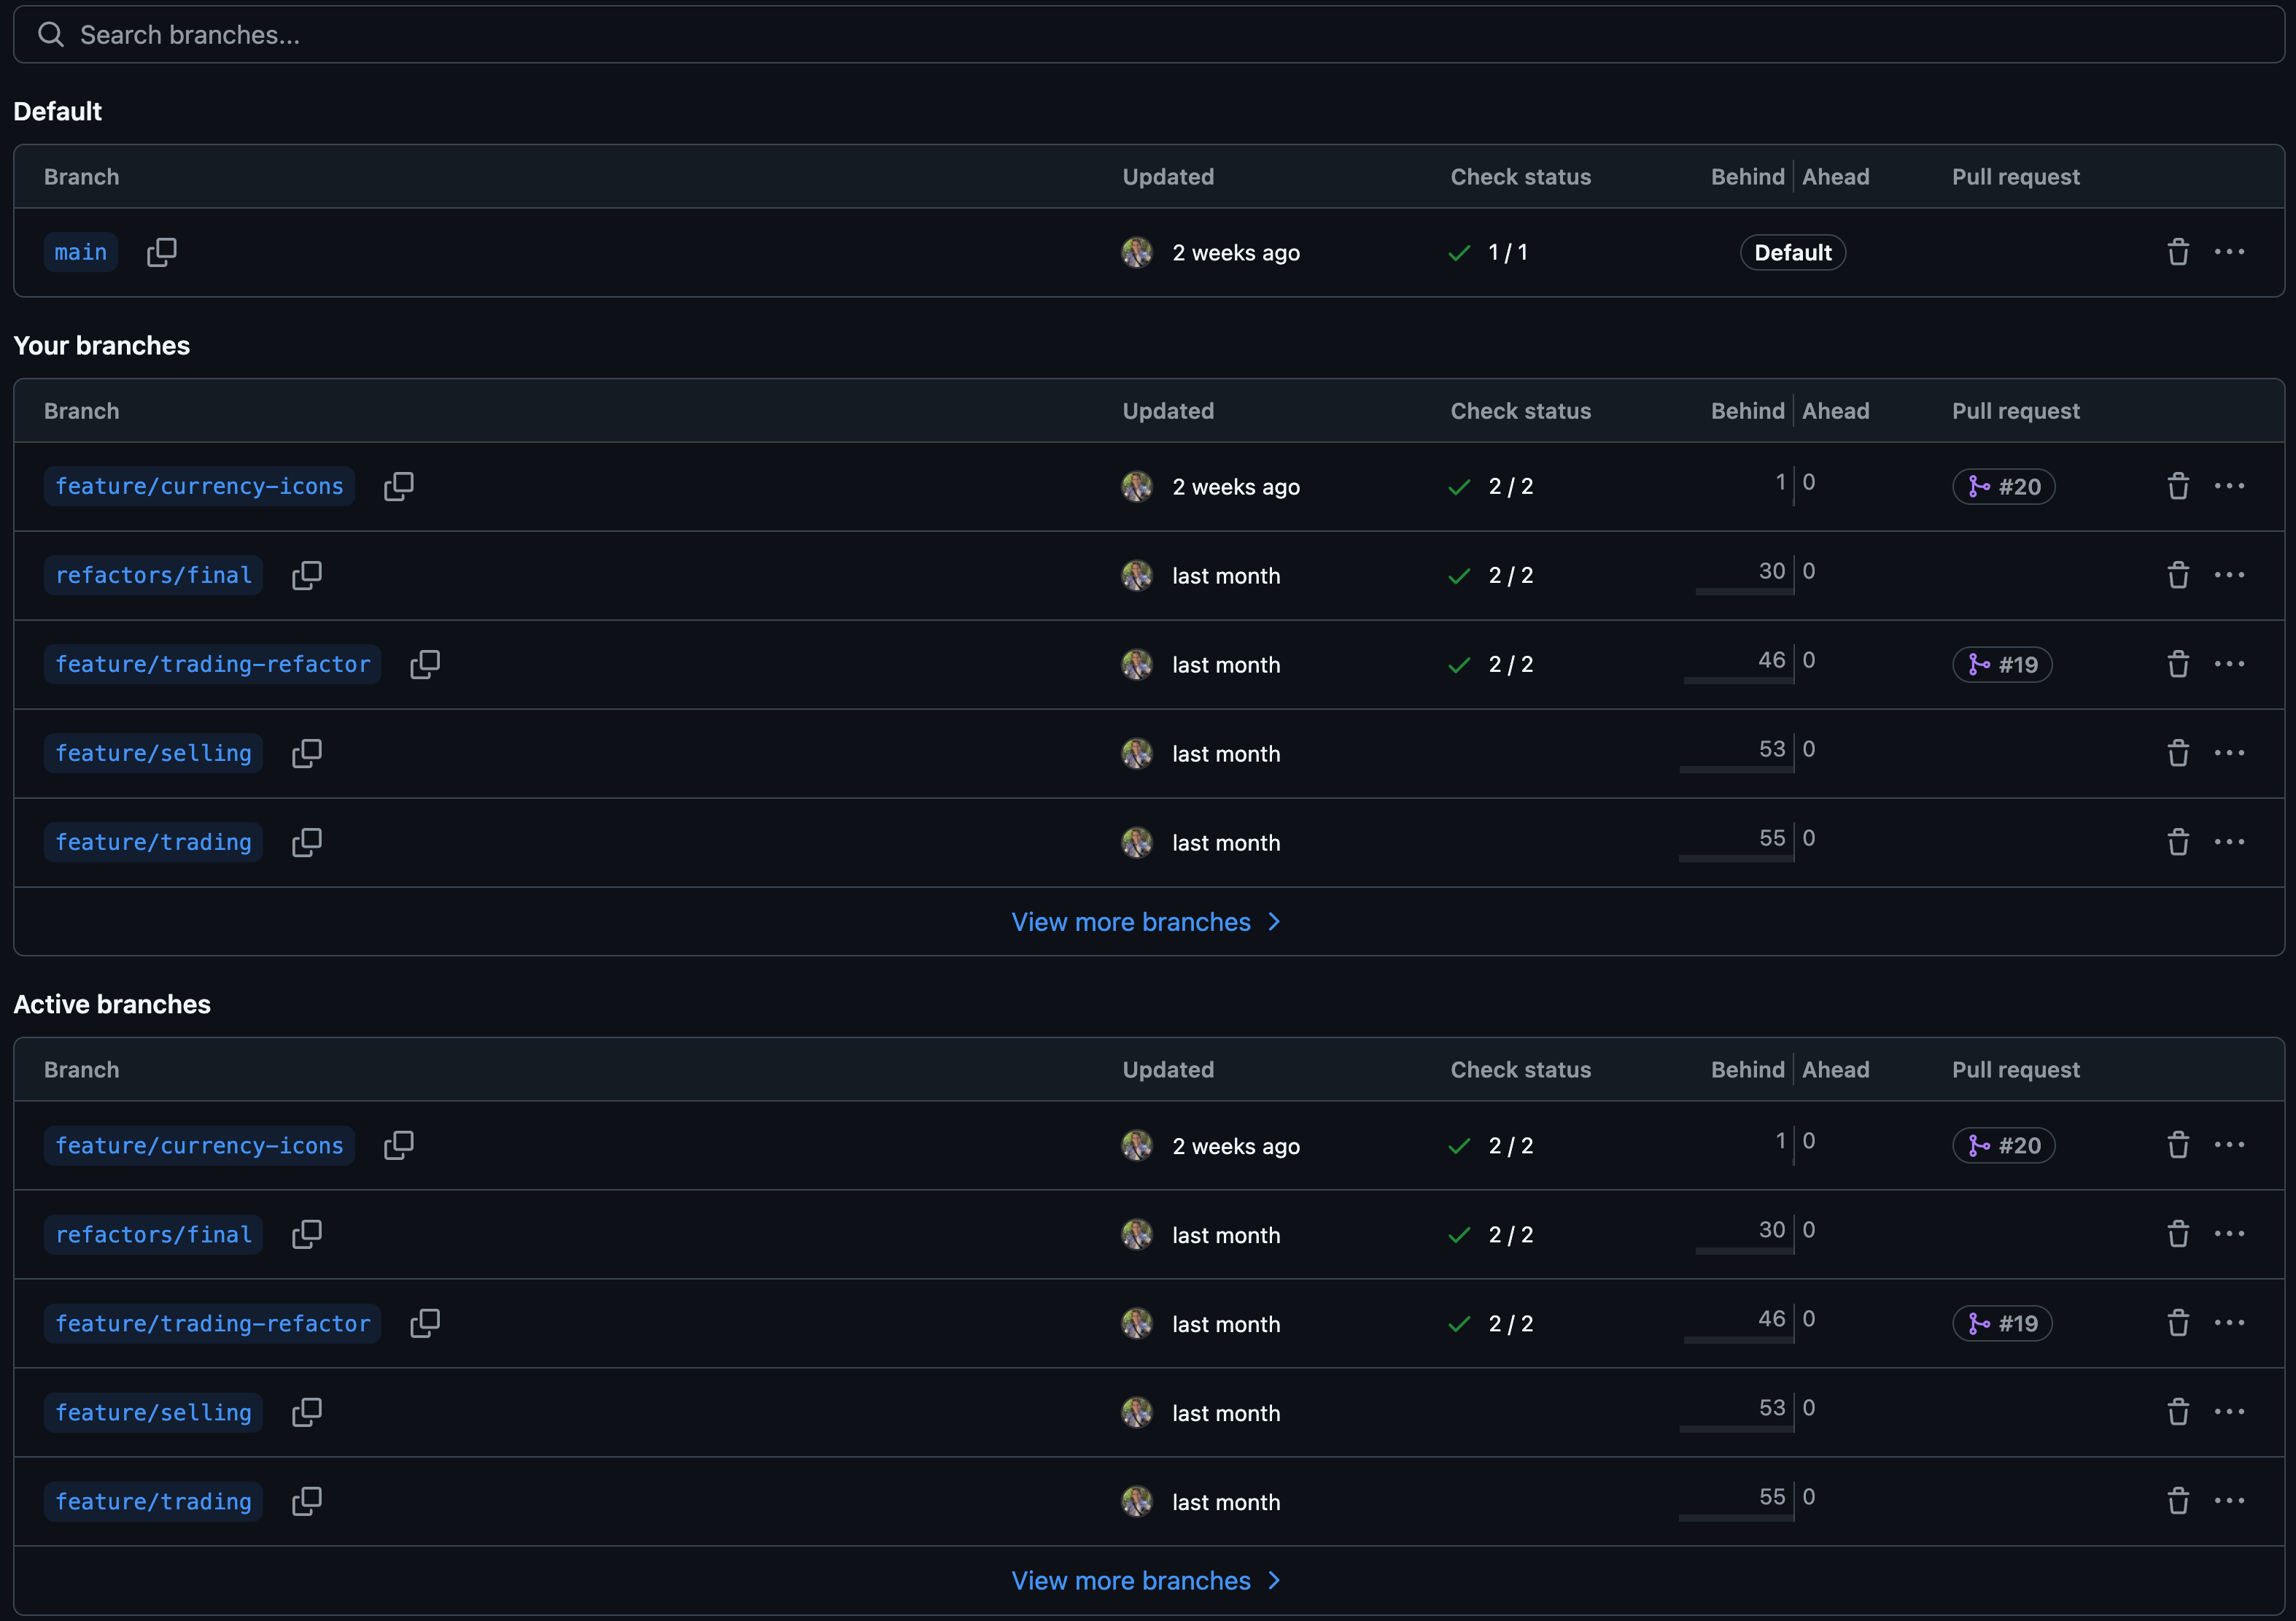 Search branches...
Default
Branch Updated Check status Behind Ahead Pull request
main 2 weeks ago 1 / 1 Default
Your branches
Branch Updated Check status Behind Ahead Pull request
feature/currency-icons 2 weeks ago 2 / 2 1 0 #20
refactors/final last month 2 / 2 30 0
feature/trading-refactor last month 2 / 2 46 0 #19
feature/selling last month 53 0
feature/trading last month 55 0
View more branches
Active branches
Branch Updated Check status Behind Ahead Pull request
feature/currency-icons 2 weeks ago 2 / 2 1 0 #20
refactors/final last month 2 / 2 30 0
feature/trading-refactor last month 2 / 2 46 0 #19
feature/selling last month 53 0
feature/trading last month 55 0
View more branches